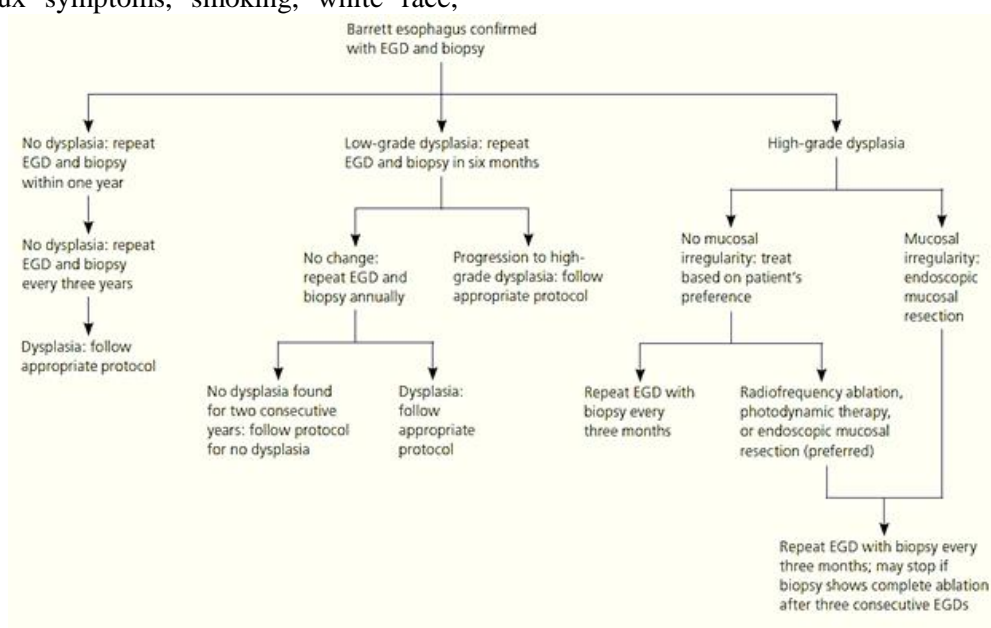 ux symptoms, smoking, white race,
Barrett esophagus confirmed
with EGD and biopsy
No dysplasia: repeat
EGD and biopsy
within one year
Low-grade dysplasia: repeat
EGD and biopsy in six months
High-grade dysplasia
No dysplasia: repeat
EGD and biopsy
every three years
No change:
repeat EGD and
biopsy annually
Progression to high-
grade dysplasia: follow
appropriate protocol
No mucosal
irregularity: treat
based on patient's
preference
Mucosal
irregularity:
endoscopic
mucosal
resection
Dysplasia: follow
appropriate protocol
No dysplasia found
for two consecutive
years: follow protocol
for no dysplasia
Dysplasia:
follow
appropriate
protocol
Repeat EGD with
biopsy every
three months
Radiofrequency ablation,
photodynamic therapy,
or endoscopic mucosal
resection (preferred)
Repeat EGD with biopsy every
three months; may stop if
biopsy shows complete ablation
after three consecutive EGDs